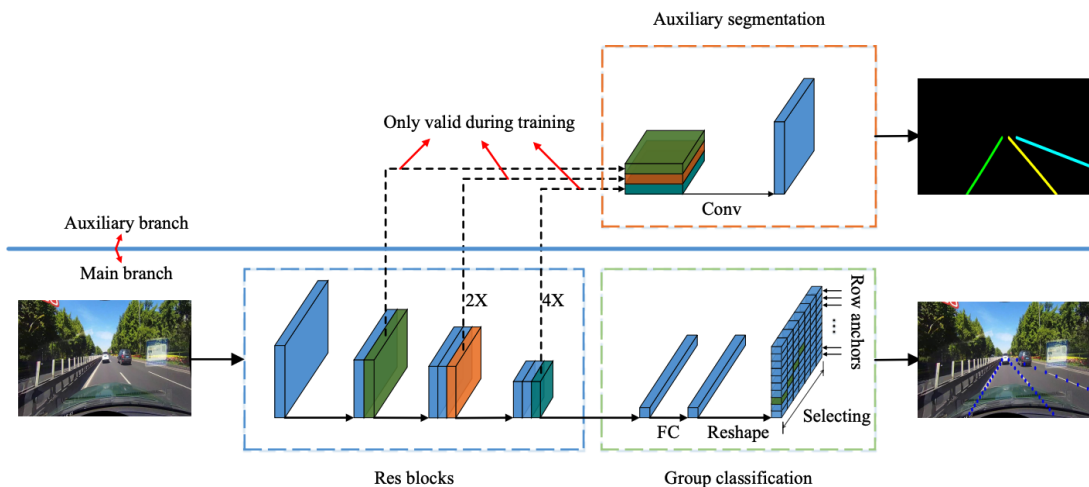 Auxiliary segmentation
Only valid during training
Conv
Auxiliary branch
Main branch
2X
4X
Row anchors
...
FC
Reshape
Selecting
Res blocks
Group classification